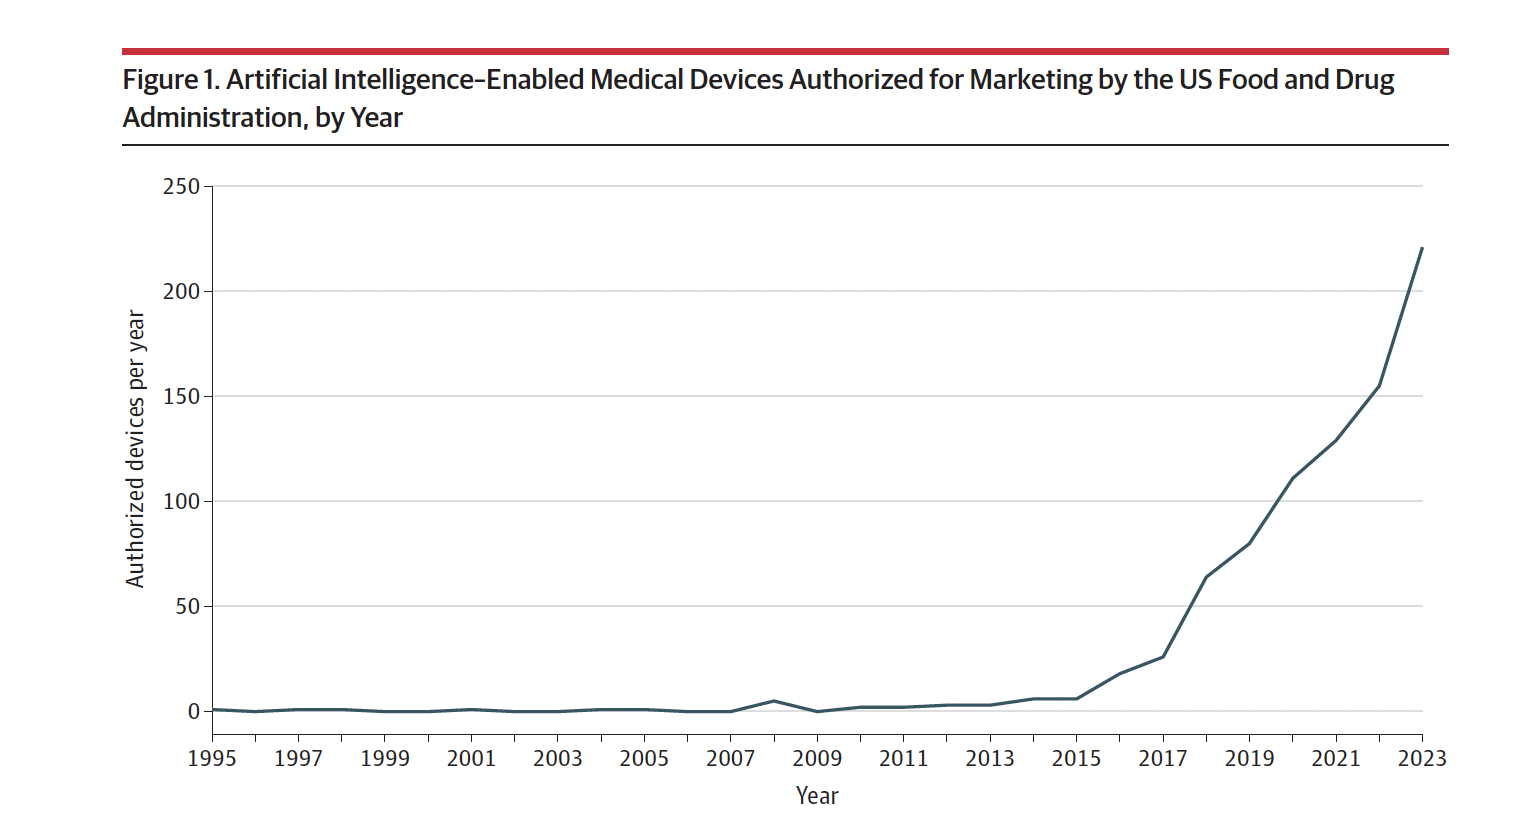 Figure 1. Artificial Intelligence–Enabled Medical Devices Authorized for Marketing by the US Food and Drug
Administration, by Year
250
200
150
100
50
0
Authorized devices per year
1995 1997 1999 2001 2003 2005 2007 2009 2011 2013 2015 2017 2019 2021 2023
Year